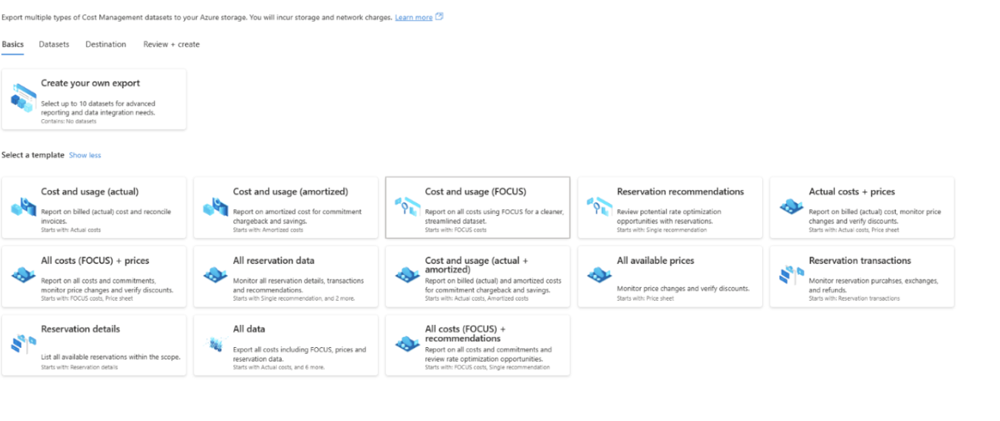 Export multiple types of Cost Management datasets to your Azure storage. You will incur storage and network charges. Learn more
Basics Datasets Destination Review + create
Create your own export
Select up to 10 datasets for advanced
reporting and data integration needs.
Contains: No datasets
Select a template Show less
Cost and usage (actual)
Report on billed (actual) cost and reconcile
invoices.
Starts with: Actual costs
Cost and usage (amortized)
Report on amortized cost for commitment
chargeback and savings.
Starts with: Amortized costs
Cost and usage (FOCUS)
Report on all costs using FOCUS for a cleaner,
streamlined dataset.
Starts with: FOCUS costs
Reservation recommendations
Review potential rate optimization
opportunities with reservations.
Starts with: Single recommendation
Actual costs + prices
Report on billed (actual) cost, monitor price
changes and verify discounts.
Starts with: Actual costs, Price sheet
All costs (FOCUS) + prices
Report on all costs and commitments,
monitor price changes and verify discounts.
Starts with: FOCUS costs, Price sheet
All reservation data
Monitor all reservation details, transactions
and recommendations.
Starts with Single recommendation, and 2 more.
Cost and usage (actual +
amortized)
Report on billed (actual) and amortized costs
for commitment chargeback and savings.
Starts with: Actual costs, Amortized costs
All available prices
Monitor price changes and verify discounts.
Starts with: Price sheet
Reservation transactions
Monitor reservation purcahses, exchanges,
and refunds.
Starts with: Reservation transactions
Reservation details
List all available reservations within the scope.
Starts with: Reservation details
All data
Export all costs including FOCUS, prices and
reservation data.
Starts with Actual costs, and 6 more.
All costs (FOCUS) +
recommendations
Report on all costs and commitments and
review rate optimization opportunities.
Starts with: FOCUS costs, Single recommendation